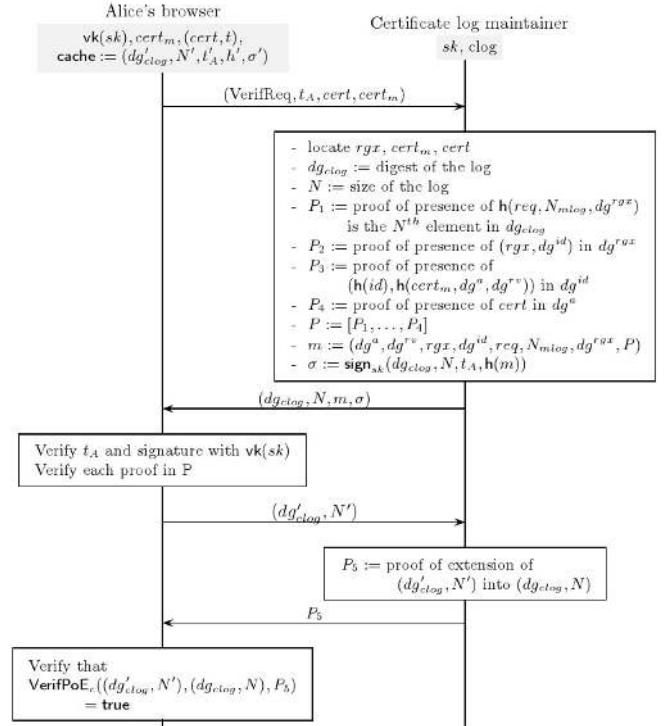 Alice's browser
Certificate log maintainer
vk(sk), cert_m, (cert, t),
cache := (dg'_clog, N', t'_A, h', σ')
sk, clog
(VerifReq, t_A, cert, cert_m)
- locate rgx, cert_m, cert
- dg_clog := digest of the log
- N := size of the log
- P_1 := proof of presence of h(req, N_mlog, dg^rgx)
is the N^th element in dg_clog
- P_2 := proof of presence of (rgx, dg^id) in dg^rgx
- P_3 := proof of presence of
(h(id), h(cert_m, dg^a, dg^rv)) in dg^id
- P_4 := proof of presence of cert in dg^a
- P := [P_1, ..., P_4]
- m := (dg^a, dg^rv, rgx, dg^id, req, N_mlog, dg^rgx, P)
- σ := sign_sk(dg_clog, N, t_A, h(m))
(dg_clog, N, m, σ)
Verify t_A and signature with vk(sk)
Verify each proof in P
(dg'_clog, N')
P_5 := proof of extension of
(dg'_clog, N') into (dg_clog, N)
P_5
Verify that
VerifPoE_c((dg'_clog, N'), (dg_clog, N), P_5)
= true